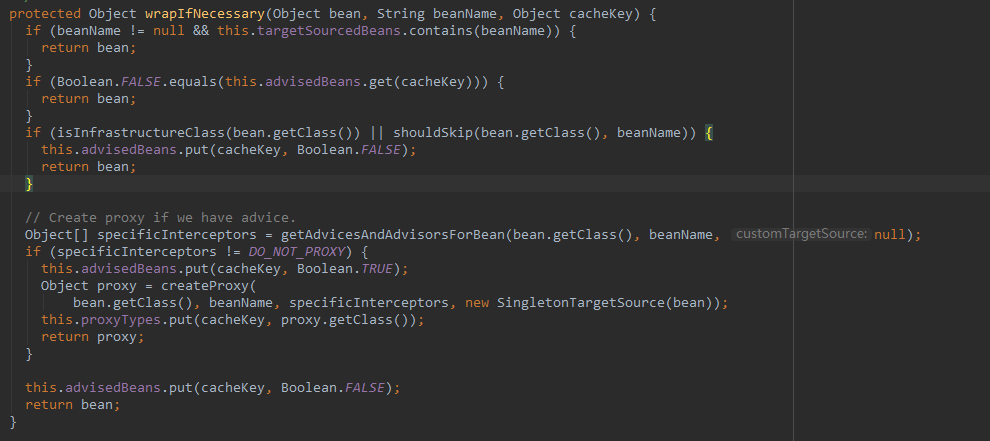 protected Object wrapIfNecessary(Object bean, String beanName, Object cacheKey) {
if (beanName != null && this.targetSourcedBeans.contains(beanName)) {
return bean;
}
if (Boolean.FALSE.equals(this.advisedBeans.get(cacheKey))) {
return bean;
}
if (isInfrastructureClass(bean.getClass()) || shouldSkip(bean.getClass(), beanName)) {
this.advisedBeans.put(cacheKey, Boolean.FALSE);
return bean;
}
// Create proxy if we have advice.
Object[] specificInterceptors = getAdvicesAndAdvisorsForBean(bean.getClass(), beanName, customTargetSource: null);
if (specificInterceptors != DO_NOT_PROXY) {
this.advisedBeans.put(cacheKey, Boolean.TRUE);
Object proxy = createProxy(
bean.getClass(), beanName, specificInterceptors, new SingletonTargetSource(bean));
this.proxyTypes.put(cacheKey, proxy.getClass());
return proxy;
}
this.advisedBeans.put(cacheKey, Boolean.FALSE);
return bean;
}